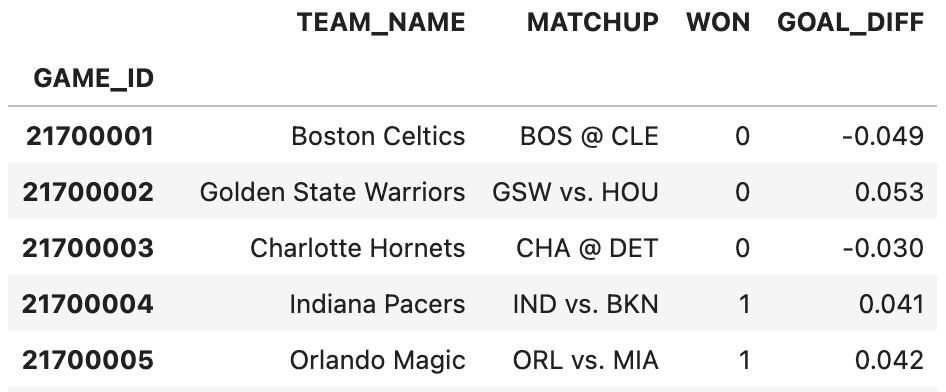 TEAM_NAME MATCHUP WON GOAL_DIFF
GAME_ID
21700001 Boston Celtics BOS @ CLE 0 -0.049
21700002 Golden State Warriors GSW vs. HOU 0 0.053
21700003 Charlotte Hornets CHA @ DET 0 -0.030
21700004 Indiana Pacers IND vs. BKN 1 0.041
21700005 Orlando Magic ORL vs. MIA 1 0.042